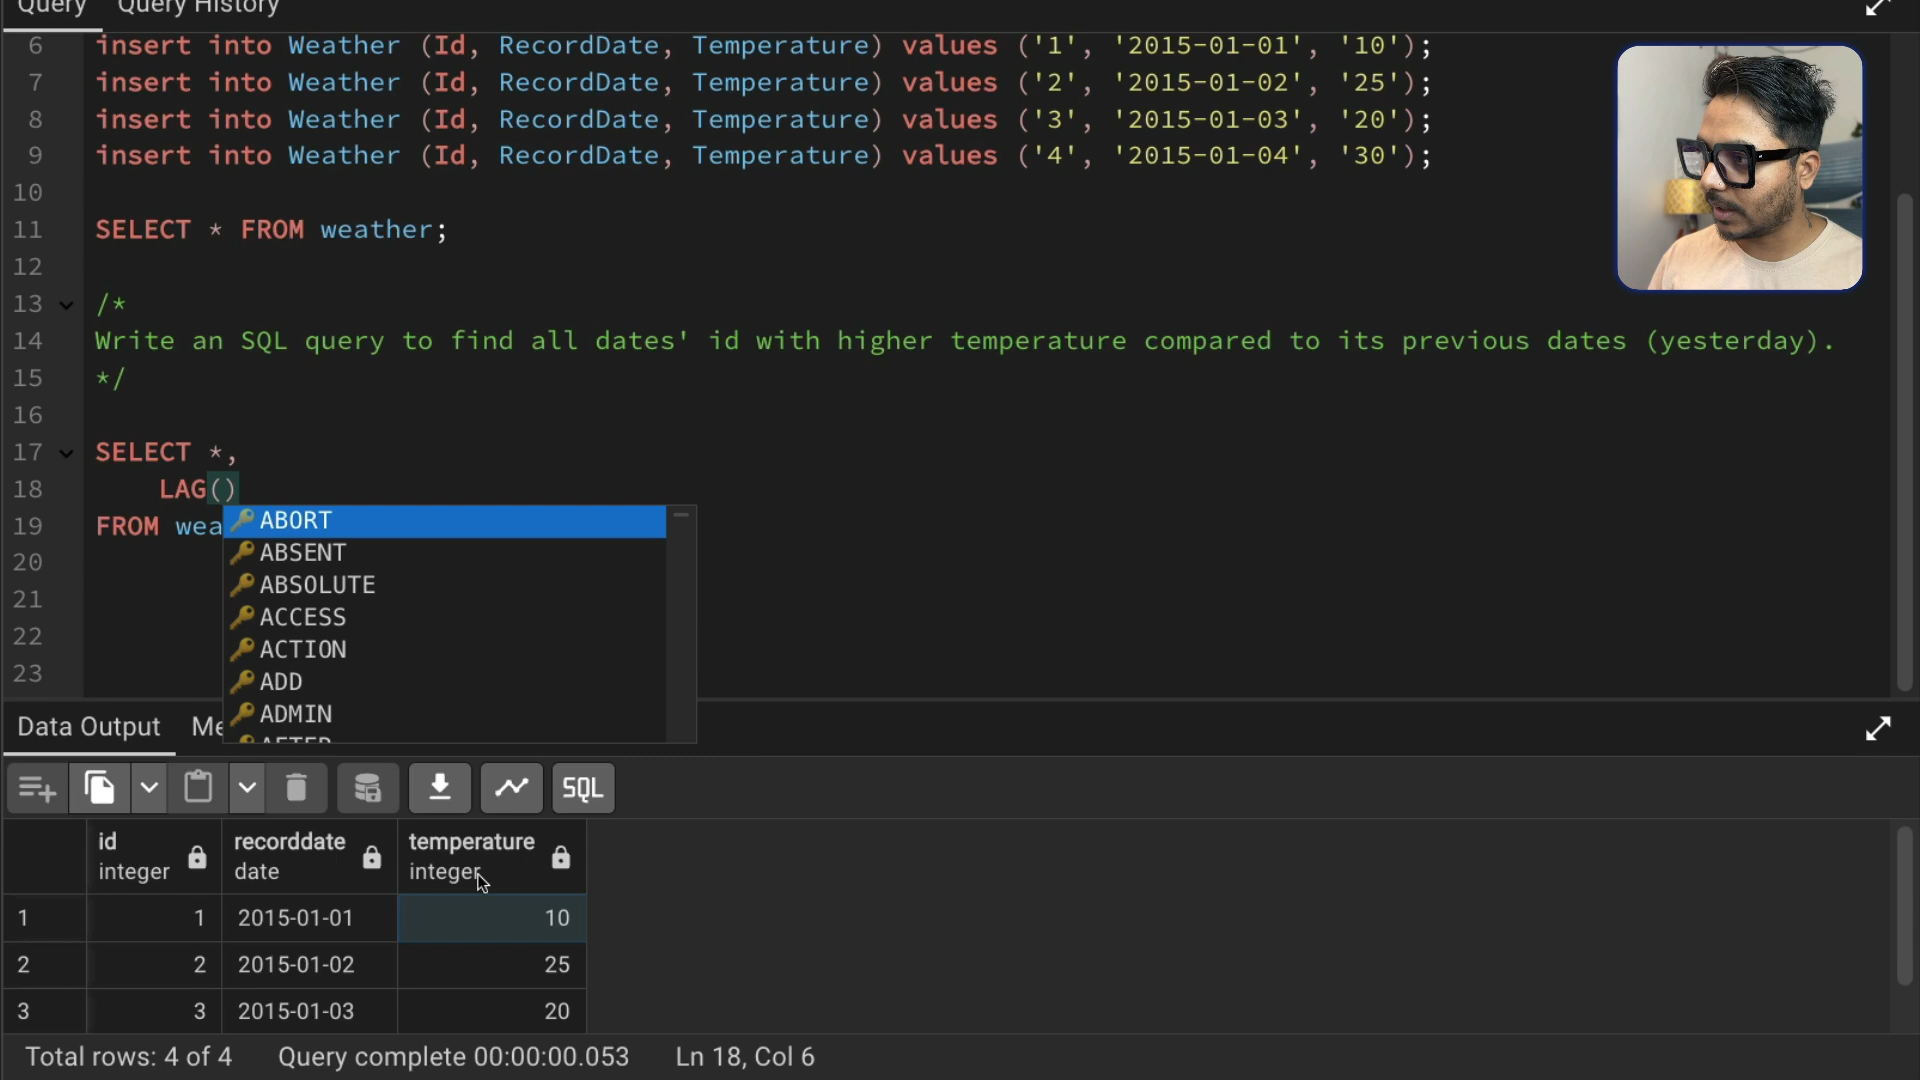 Query Query History
6 insert into Weather (Id, RecordDate, Temperature) values ('1', '2015-01-01', '10');
7 insert into Weather (Id, RecordDate, Temperature) values ('2', '2015-01-02', '25');
8 insert into Weather (Id, RecordDate, Temperature) values ('3', '2015-01-03', '20');
9 insert into Weather (Id, RecordDate, Temperature) values ('4', '2015-01-04', '30');
10
11 SELECT * FROM weather;
12
13 /*
14 Write an SQL query to find all dates' id with higher temperature compared to its previous dates (yesterday).
15 */
16
17 SELECT *,
18 LAG()
19 FROM wea
20
21
22
23
ABORT
ABSENT
ABSOLUTE
ACCESS
ACTION
ADD
ADMIN
AFTER
Data Output Me
SQL
id recorddate temperature
integer date integer
1 1 2015-01-01 10
2 2 2015-01-02 25
3 3 2015-01-03 20
Total rows: 4 of 4 Query complete 00:00:00.053 Ln 18, Col 6